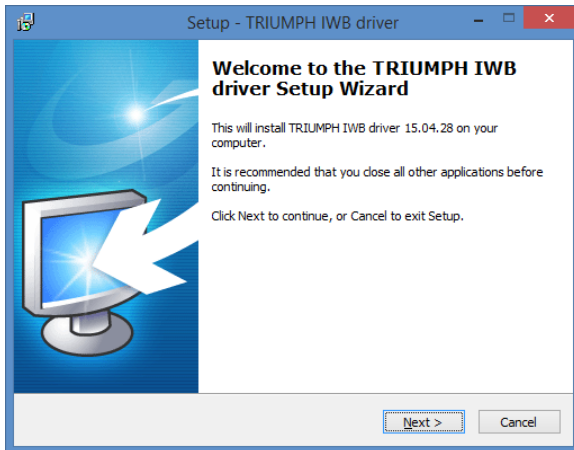 Setup - TRIUMPH IWB driver
Welcome to the TRIUMPH IWB
driver Setup Wizard
This will install TRIUMPH IWB driver 15.04.28 on your
computer.
It is recommended that you close all other applications before
continuing.
Click Next to continue, or Cancel to exit Setup.
Next >
Cancel